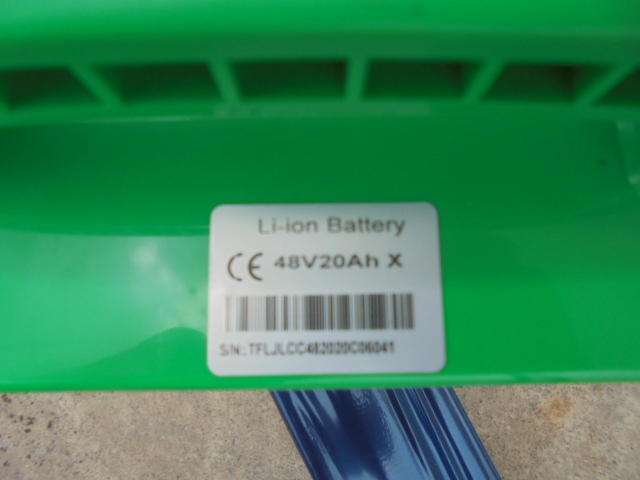 Li-ion Battery
CE 48V20Ah X
S/N:.TFLJLCC482020C06041